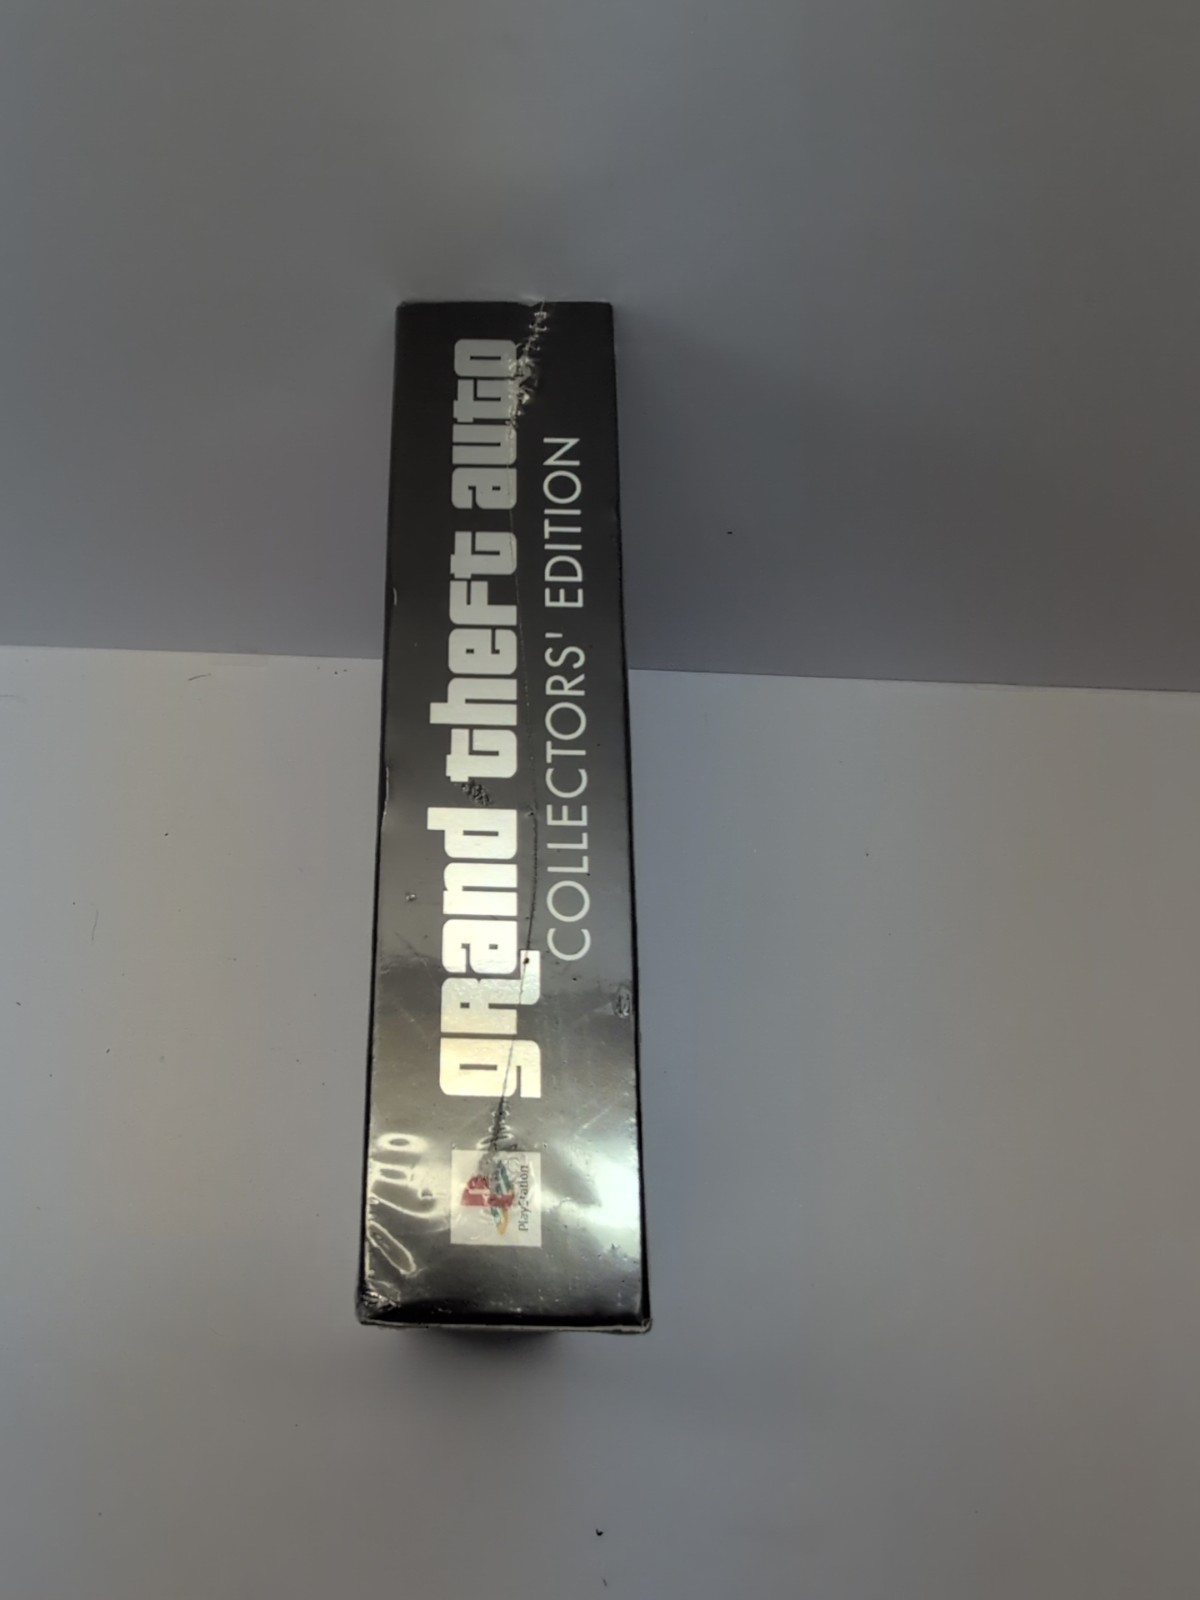 grand theft auto
COLLECTORS' EDITION
PlayStation